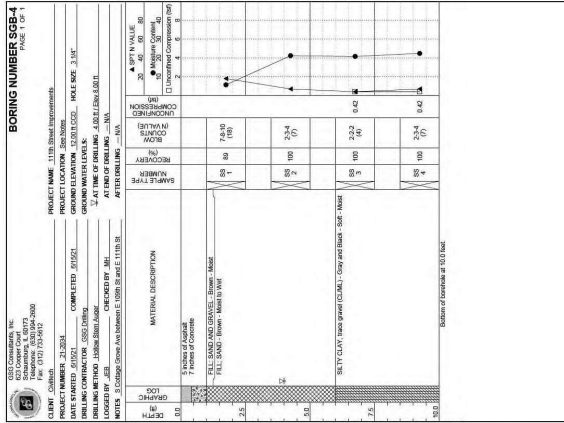 GSG Consultants, Inc.
623 Cooper Court
Schaumburg, IL 60173
Telephone: (630) 994-2600
Fax: (312) 733-5612
BORING NUMBER SGB-4
PAGE 1 OF 1
CLIENT Civiltech
PROJECT NAME 111th Street Improvements
PROJECT NUMBER 21-2034
PROJECT LOCATION See Notes
DATE STARTED 6/15/21 COMPLETED 6/15/21
GROUND ELEVATION 12.00 ft CCD HOLE SIZE 3 1/4"
DRILLING CONTRACTOR GSG Drilling
GROUND WATER LEVELS:
DRILLING METHOD Hollow Stem Auger
AT TIME OF DRILLING 4.00 ft / Elev 8.00 ft
LOGGED BY JEB CHECKED BY MH
AT END OF DRILLING --- N/A
NOTES S Cottage Grove Ave between E 109th St and E 111th St
AFTER DRILLING --- N/A
DEPTH (ft)
GRAPHIC LOG
MATERIAL DESCRIPTION
SAMPLE TYPE NUMBER
RECOVERY (%)
BLOW COUNTS (N VALUE)
UNCONFINED COMPRESSION (tsf)
▲ SPT N VALUE
20 40 60 80
● Moisture Content
10 20 30 40
□ Unconfined Compression (tsf)
2 4 6 8
0.0
5 inches of Asphalt
7 inches of Concrete
FILL: SAND AND GRAVEL - Brown - Moist
FILL: SAND - Brown - Moist to Wet
SS 1
80
7-8-10 (18)
2.5
SS 2
100
2-3-4 (7)
5.0
SILTY CLAY, trace gravel (CL/ML) - Gray and Black - Soft - Moist
SS 3
100
2-2-2 (4)
0.42
7.5
SS 4
100
2-3-4 (7)
0.42
10.0
Bottom of borehole at 10.0 feet.